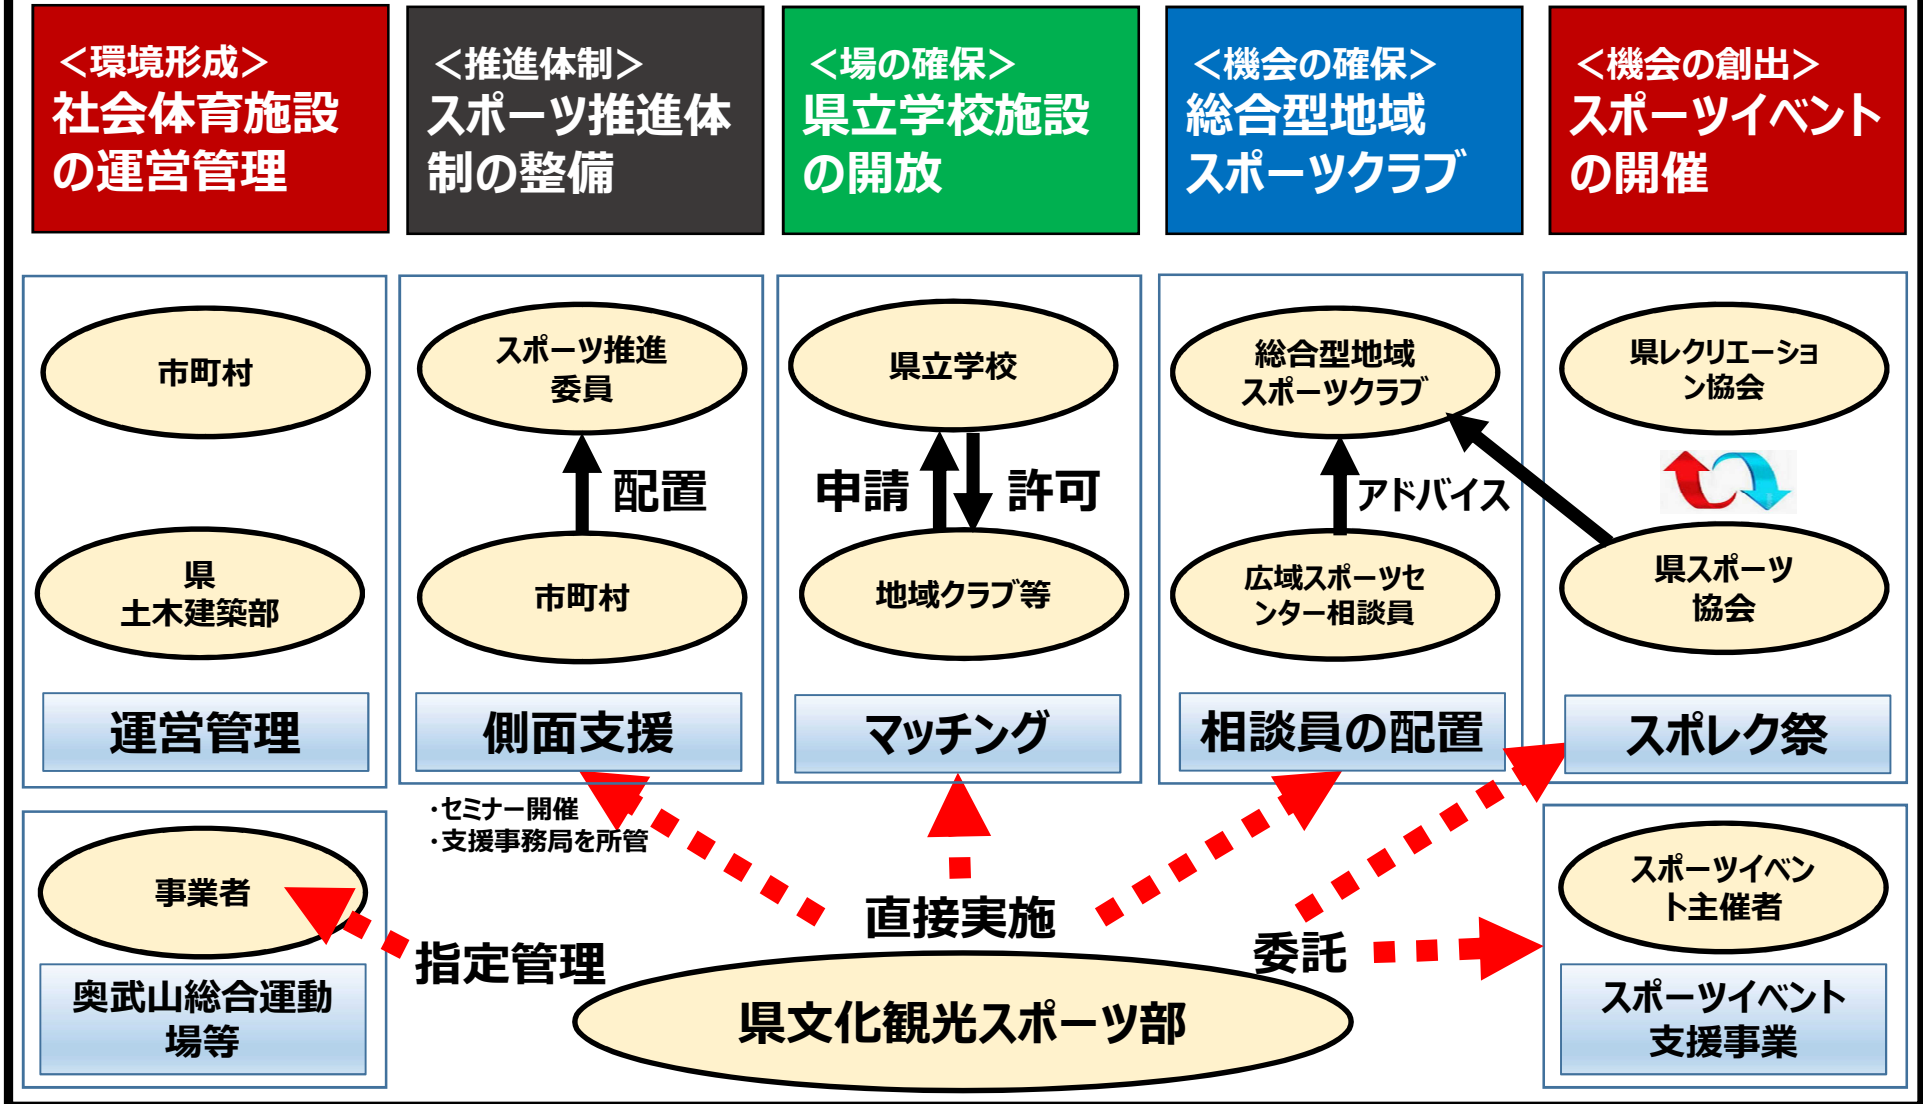 ＜環境形成＞
社会体育施設
の運営管理
＜推進体制＞
スポーツ推進体
制の整備
＜場の確保＞
県立学校施設
の開放
＜機会の確保＞
総合型地域
スポーツクラブ
＜機会の創出＞
スポーツイベント
の開催
市町村
県
土木建築部
運営管理
スポーツ推進
委員
配置
市町村
側面支援
・セミナー開催
・支援事務局を所管
県立学校
申請
許可
地域クラブ等
マッチング
総合型地域
スポーツクラブ
アドバイス
広域スポーツセ
ンター相談員
相談員の配置
県レクリエーショ
ン協会
県スポーツ
協会
スポレク祭
事業者
奥武山総合運動
場等
指定管理
直接実施
委託
県文化観光スポーツ部
スポーツイベン
ト主催者
スポーツイベント
支援事業